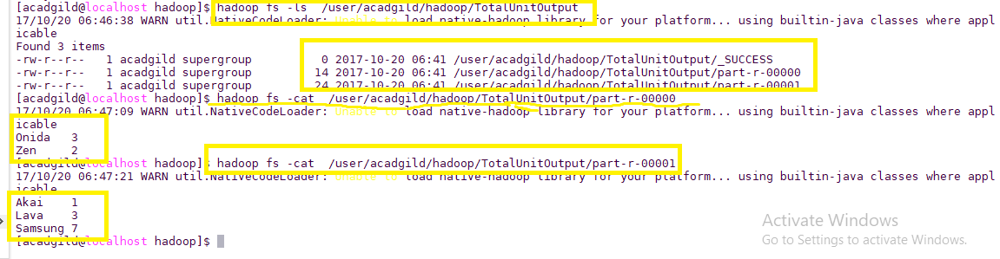 [acadgild@localhost hadoop]$ hadoop fs -ls  /user/acadgild/hadoop/TotalUnitOutput
17/10/20 06:46:38 WARN util.NativeCodeLoader: Unable to load native-hadoop library for your platform... using builtin-java classes where appl
icable
Found 3 items
-rw-r--r--   1 acadgild supergroup          0 2017-10-20 06:41 /user/acadgild/hadoop/TotalUnitOutput/_SUCCESS
-rw-r--r--   1 acadgild supergroup         14 2017-10-20 06:41 /user/acadgild/hadoop/TotalUnitOutput/part-r-00000
-rw-r--r--   1 acadgild supergroup         24 2017-10-20 06:41 /user/acadgild/hadoop/TotalUnitOutput/part-r-00001
[acadgild@localhost hadoop]$ hadoop fs -cat  /user/acadgild/hadoop/TotalUnitOutput/part-r-00000
17/10/20 06:47:09 WARN util.NativeCodeLoader: Unable to load native-hadoop library for your platform... using builtin-java classes where appl
icable
Onida   3
Zen     2
[acadgild@localhost hadoop]$ hadoop fs -cat  /user/acadgild/hadoop/TotalUnitOutput/part-r-00001
17/10/20 06:47:21 WARN util.NativeCodeLoader: Unable to load native-hadoop library for your platform... using builtin-java classes where appl
icable
Akai    1
Lava    3
Samsung 7
[acadgild@localhost hadoop]$
Activate Windows
Go to Settings to activate Windows.